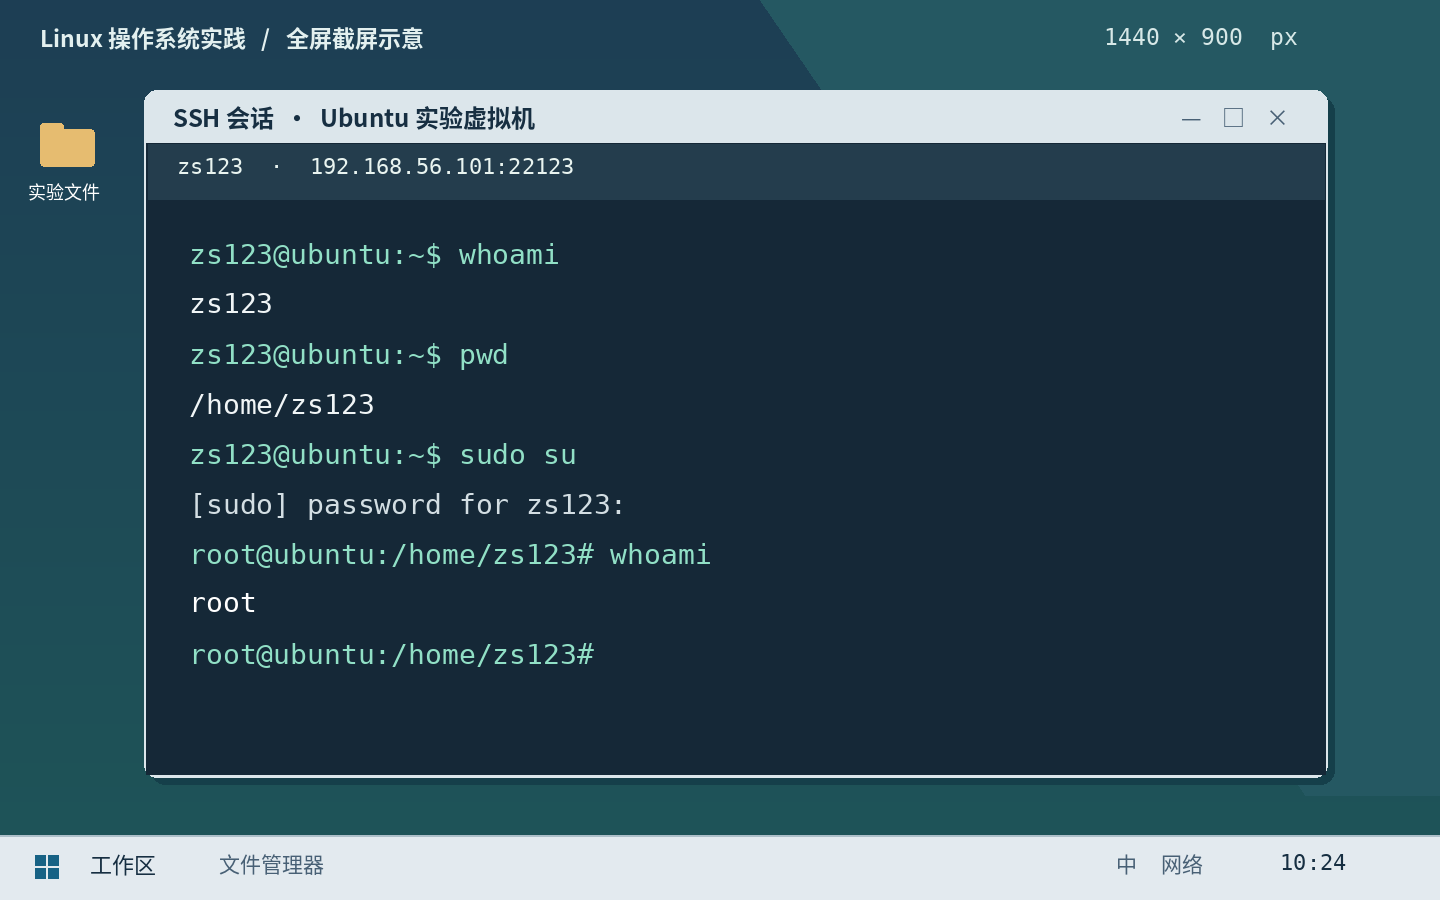 Linux 操作系统实践 / 全屏截屏示意
1440 × 900 px
实验文件
SSH 会话 · Ubuntu 实验虚拟机
zs123 · 192.168.56.101:22123
zs123@ubuntu:~$ whoami
zs123
zs123@ubuntu:~$ pwd
/home/zs123
zs123@ubuntu:~$ sudo su
[sudo] password for zs123:
root@ubuntu:/home/zs123# whoami
root
root@ubuntu:/home/zs123#
工作区 文件管理器 中 网络 10:24